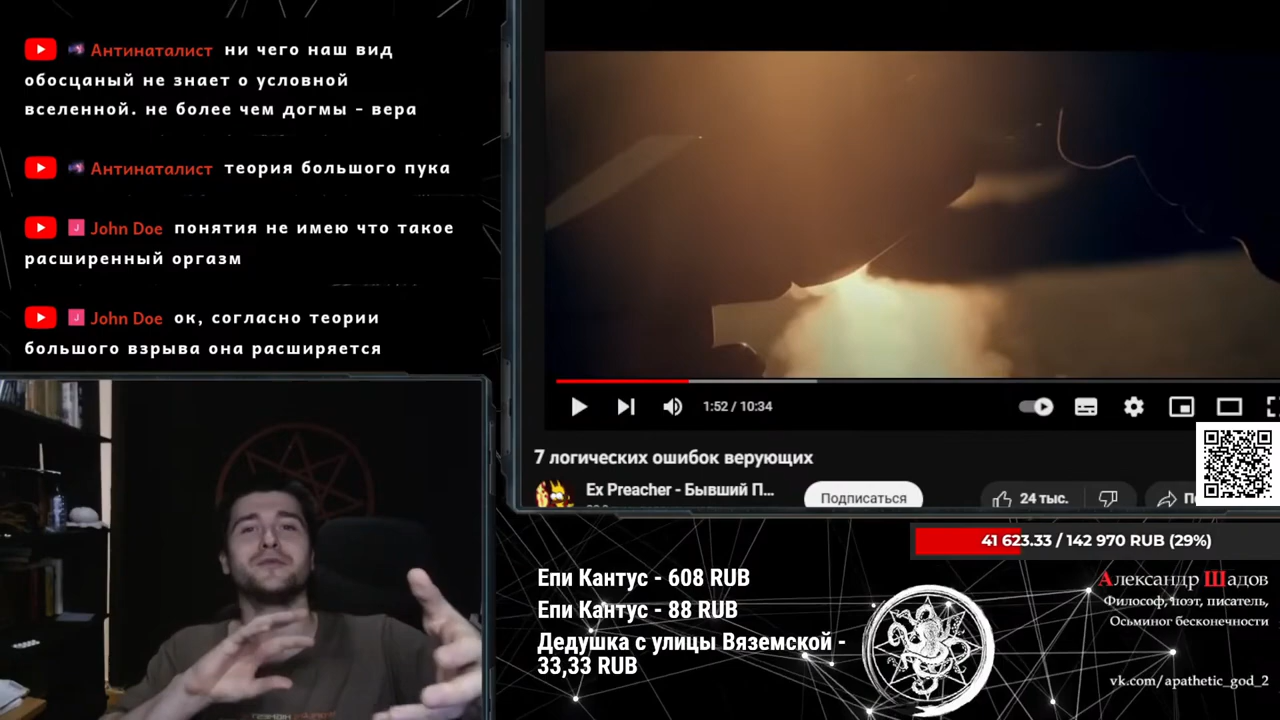 Антинаталист ни чего наш вид
обосцаный не знает о условной
вселенной. не более чем догмы - вера
Антинаталист теория большого пука
John Doe понятия не имею что такое
расширенный оргазм
John Doe ок, согласно теории
большого взрыва она расширяется
1:52 / 10:34
7 логических ошибок верующих
Ex Preacher - Бывший П...
Подписаться
24 тыс.
41 623.33 / 142 970 RUB (29%)
Епи Кантус - 608 RUB
Епи Кантус - 88 RUB
Дедушка с улицы Вяземской -
33,33 RUB
Александр Шадов
Философ, поэт, писатель,
Осьминог бесконечности
vk.com/apathetic_god_2